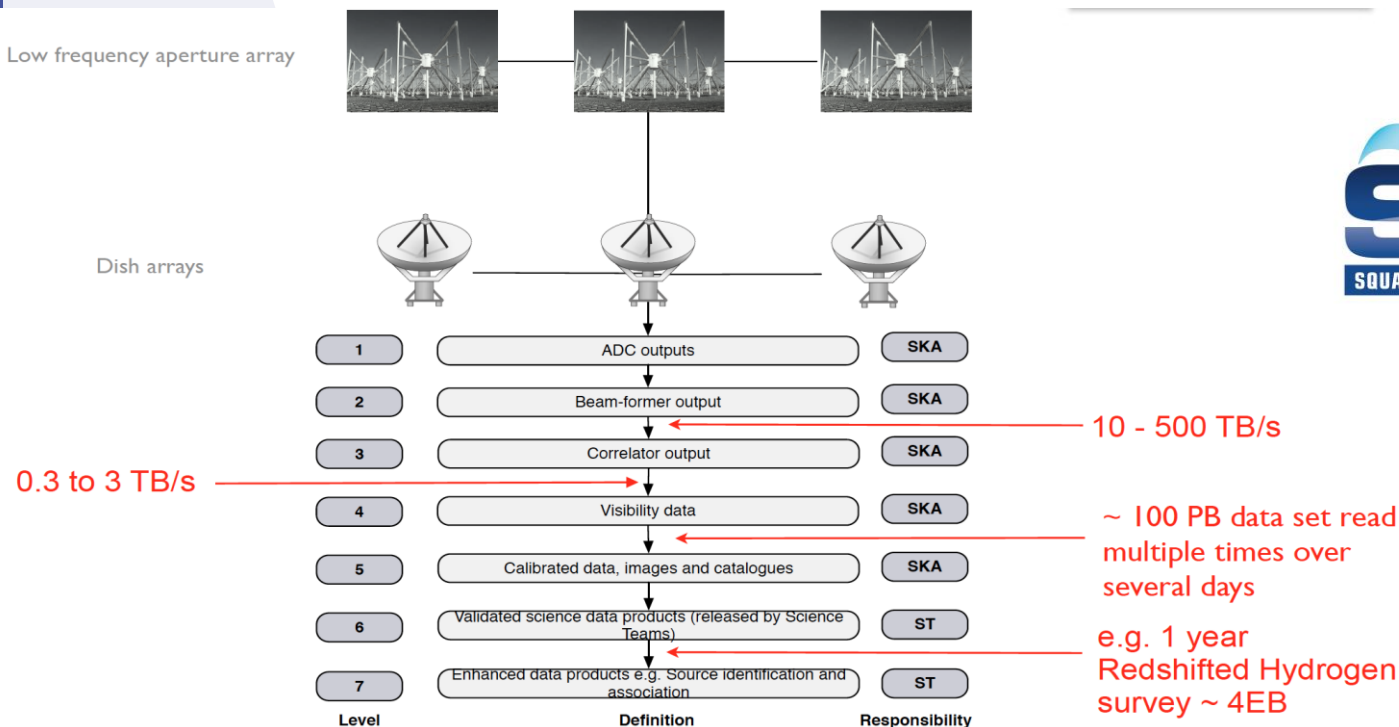 Low frequency aperture array
Dish arrays
SQUA
1 ADC outputs SKA
2 Beam-former output SKA
10 - 500 TB/s
3 Correlator output SKA
0.3 to 3 TB/s
4 Visibility data SKA
~ 100 PB data set read
multiple times over
several days
5 Calibrated data, images and catalogues SKA
6 Validated science data products (released by Science
Teams) ST
e.g. 1 year
Redshifted Hydrogen
survey ~ 4EB
7 Enhanced data products e.g. Source identification and
association ST
Level Definition Responsibility